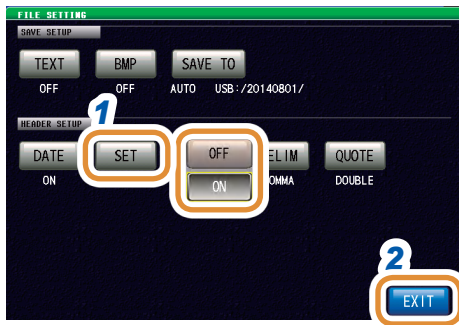 FILE SETTING
SAVE SETUP
TEXT BMP SAVE TO
OFF OFF AUTO USB:/20140801/
1
HEADER SETUP
DATE SET OFF ELIM QUOTE
ON ON OMMA DOUBLE
2
EXIT